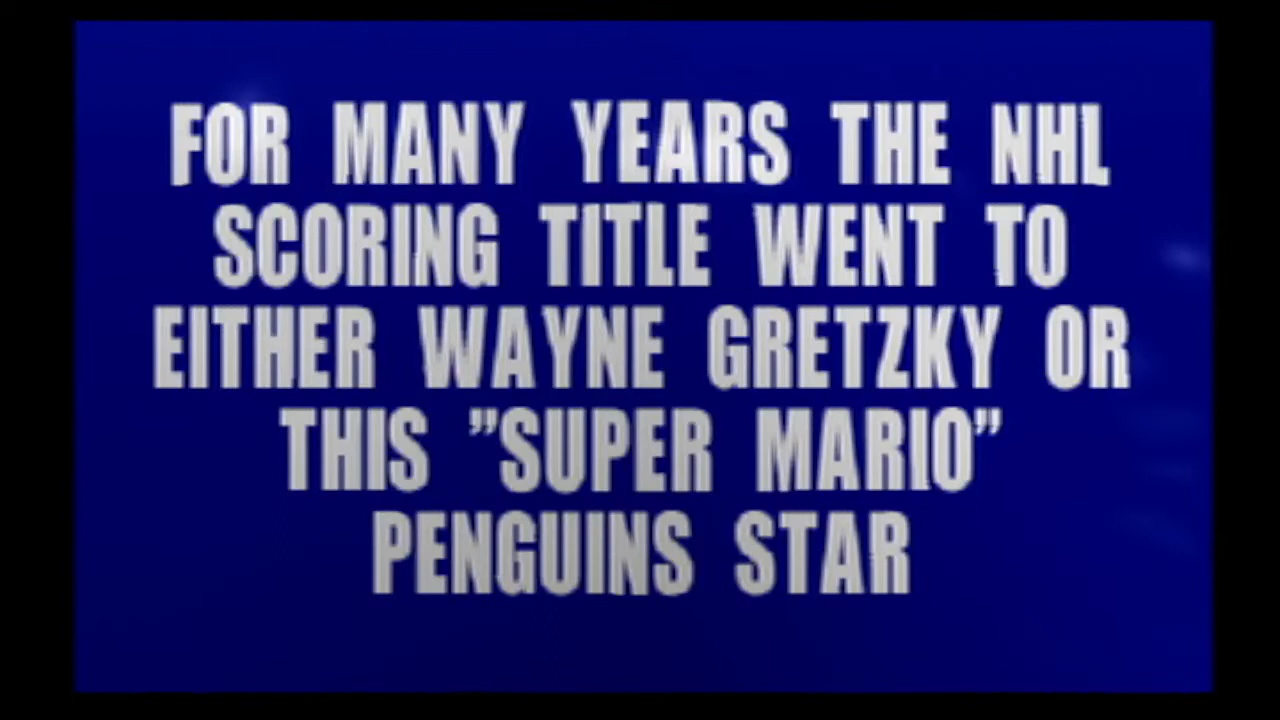 FOR MANY YEARS THE NHL
SCORING TITLE WENT TO
EITHER WAYNE GRETZKY OR
THIS ”SUPER MARIO”
PENGUINS STAR